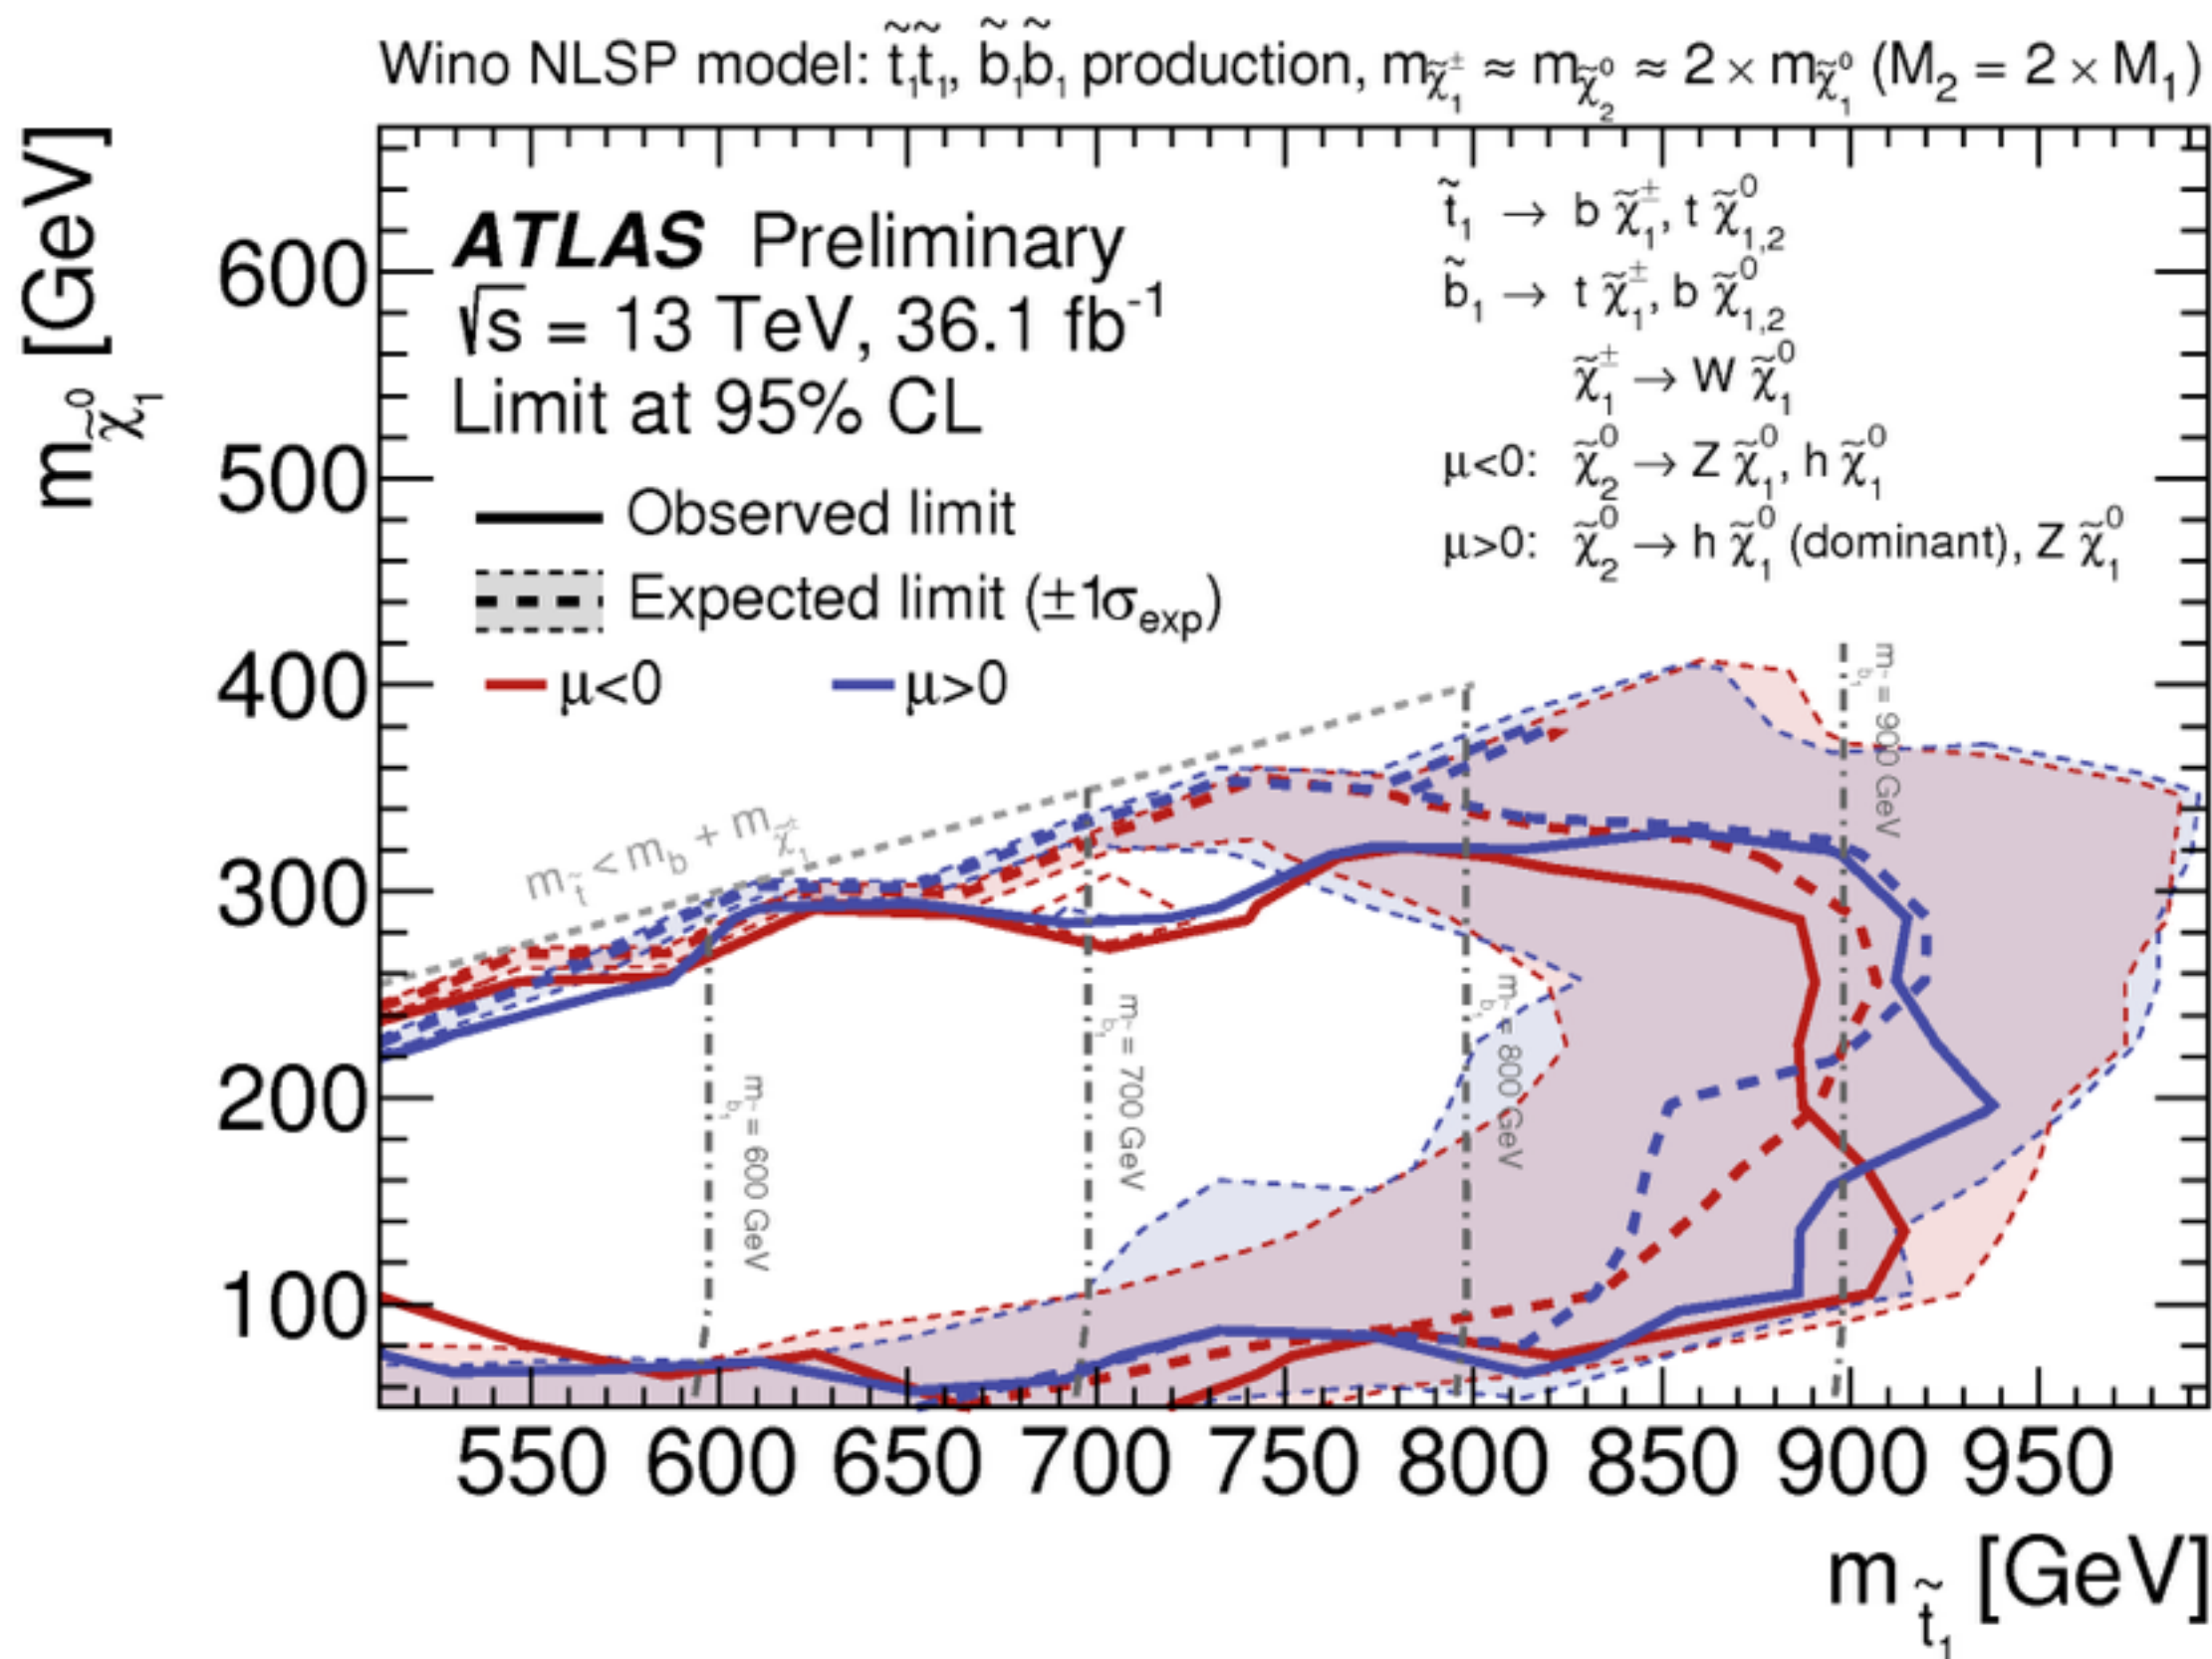 Wino NLSP model: t̃₁t̃₁, b̃₁b̃₁ production, m_χ̃₁± ≈ m_χ̃₂⁰ ≈ 2 × m_χ̃₁⁰ (M₂ = 2 × M₁)
m_χ̃₁⁰ [GeV]
ATLAS Preliminary
√s = 13 TeV, 36.1 fb⁻¹
Limit at 95% CL
Observed limit
Expected limit (±1σ_exp)
μ<0
μ>0
t̃₁ → b χ̃₁±, t χ̃₁,₂⁰
b̃₁ → t χ̃₁±, b χ̃₁,₂⁰
χ̃₁± → W χ̃₁⁰
μ<0: χ̃₂⁰ → Z χ̃₁⁰, h χ̃₁⁰
μ>0: χ̃₂⁰ → h χ̃₁⁰ (dominant), Z χ̃₁⁰
m_t̃ < m_b + m_χ̃₁±
m_b̃₁ = 600 GeV
m_b̃₁ = 700 GeV
m_b̃₁ = 800 GeV
m_b̃₁ = 900 GeV
600
500
400
300
200
100
550 600 650 700 750 800 850 900 950
m_t̃₁ [GeV]